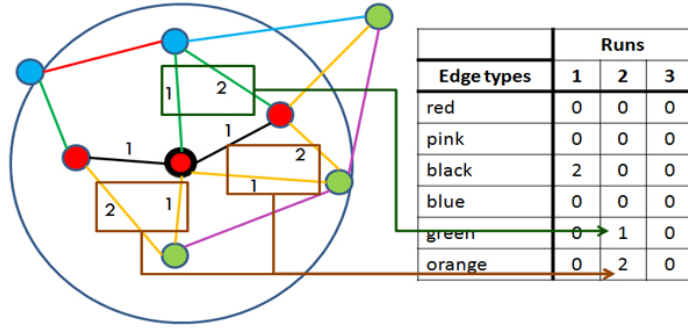 Runs
Edge types 1 2 3
red 0 0 0
pink 0 0 0
black 2 0 0
blue 0 0 0
green 0 1 0
orange 0 2 0
1 2
1
1
2
2 1
1